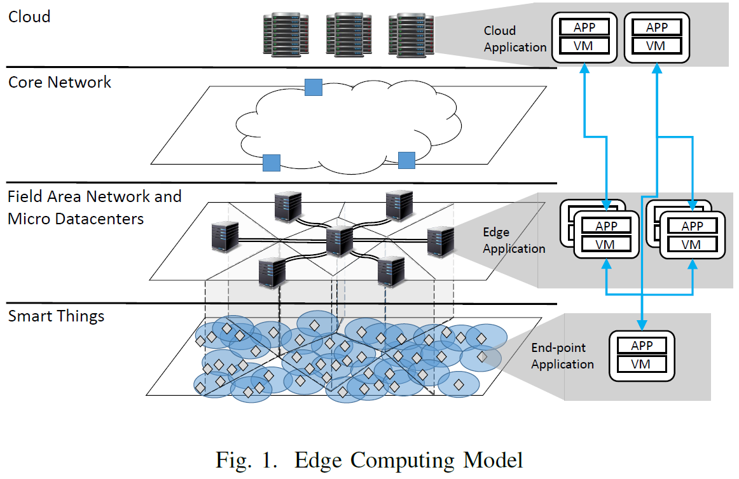 Cloud
Cloud
Application
APP
VM
APP
VM
Core Network
Field Area Network and
Micro Datacenters
Edge
Application
APP
VM
APP
VM
Smart Things
End-point
Application
APP
VM
Fig. 1. Edge Computing Model